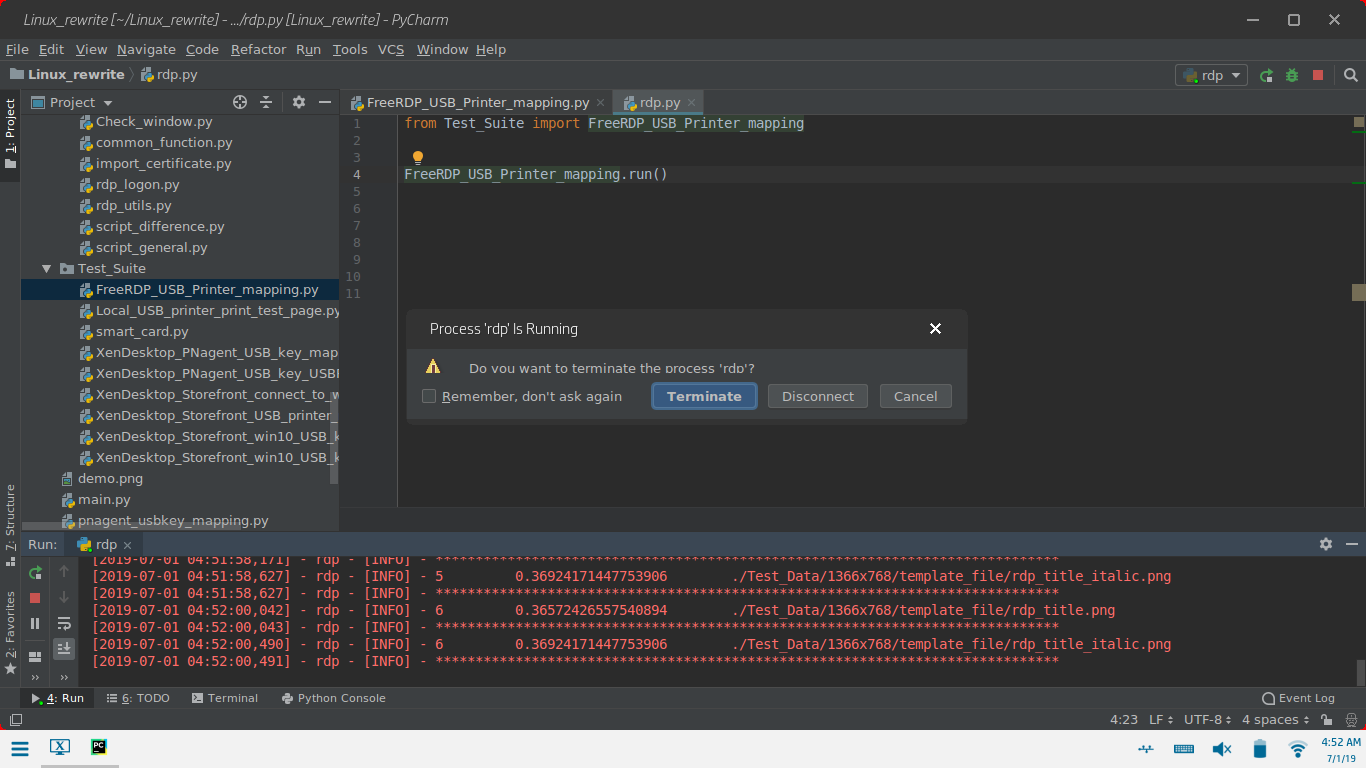 Linux_rewrite [~/Linux_rewrite] - .../rdp.py [Linux_rewrite] - PyCharm
File Edit View Navigate Code Refactor Run Tools VCS Window Help
Linux_rewrite rdp.py
rdp
1: Project
Project
FreeRDP_USB_Printer_mapping.py
rdp.py
Check_window.py
common_function.py
import_certificate.py
rdp_logon.py
rdp_utils.py
script_difference.py
script_general.py
Test_Suite
FreeRDP_USB_Printer_mapping.py
Local_USB_printer_print_test_page.py
smart_card.py
XenDesktop_PNagent_USB_key_map
XenDesktop_PNagent_USB_key_USB
XenDesktop_Storefront_connect_to_w
XenDesktop_Storefront_USB_printer_
XenDesktop_Storefront_win10_USB_k
XenDesktop_Storefront_win10_USB_k
demo.png
main.py
pnagent_usbkey_mapping.py
1 from Test_Suite import FreeRDP_USB_Printer_mapping
2
3
4 FreeRDP_USB_Printer_mapping.run()
5
6
7
8
9
10
11
Process 'rdp' Is Running
Do you want to terminate the process 'rdp'?
Remember, don't ask again
Terminate
Disconnect
Cancel
7: Structure
2: Favorites
Run: rdp
[2019-07-01 04:51:58,171] - rdp - [INFO] - ******************************************************************************
[2019-07-01 04:51:58,627] - rdp - [INFO] - 5 0.36924171447753906 ./Test_Data/1366x768/template_file/rdp_title_italic.png
[2019-07-01 04:51:58,627] - rdp - [INFO] - ******************************************************************************
[2019-07-01 04:52:00,042] - rdp - [INFO] - 6 0.36572426557540894 ./Test_Data/1366x768/template_file/rdp_title.png
[2019-07-01 04:52:00,043] - rdp - [INFO] - ******************************************************************************
[2019-07-01 04:52:00,490] - rdp - [INFO] - 6 0.36924171447753906 ./Test_Data/1366x768/template_file/rdp_title_italic.png
[2019-07-01 04:52:00,491] - rdp - [INFO] - ******************************************************************************
4: Run 6: TODO Terminal Python Console Event Log
4:23 LF UTF-8 4 spaces
X PC
4:52 AM
7/1/19